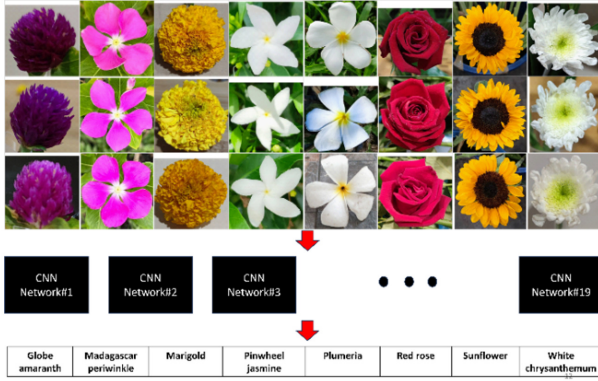 CNN
Network#1
CNN
Network#2
CNN
Network#3
CNN
Network#19
Globe
amaranth
Madagascar
periwinkle
Marigold
Pinwheel
jasmine
Plumeria
Red rose
Sunflower
White
chrysanthemum